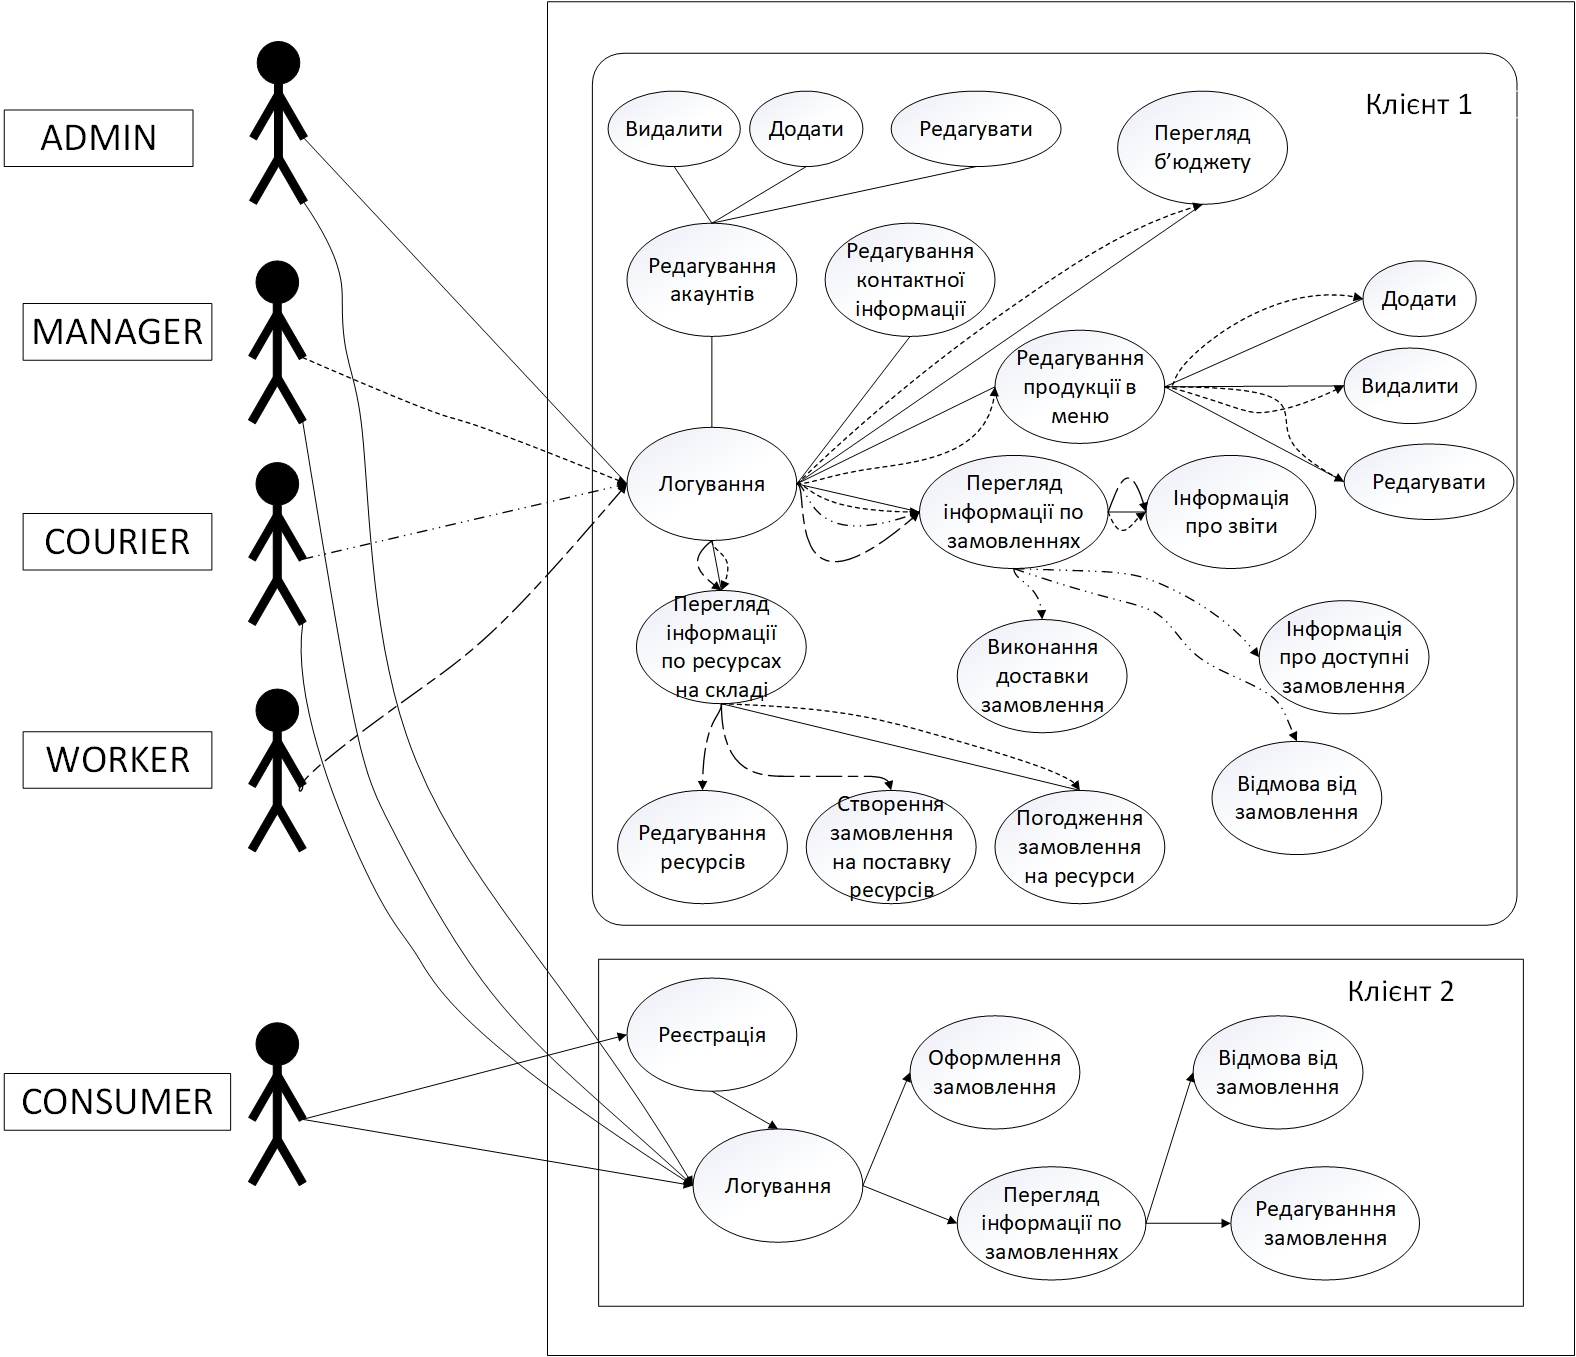 ADMIN
MANAGER
COURIER
WORKER
CONSUMER
Клієнт 1
Видалити
Додати
Редагувати
Перегляд
б’юджету
Редагування
акаунтів
Редагування
контактної
інформації
Додати
Редагування
продукції в
меню
Видалити
Логування
Перегляд
інформації по
замовленнях
Інформація
про звіти
Редагувати
Перегляд
інформації
по ресурсах
на складі
Виконання
доставки
замовлення
Інформація
про доступні
замовлення
Відмова від
замовлення
Редагування
ресурсів
Створення
замовлення
на поставку
ресурсів
Погодження
замовлення
на ресурси
Клієнт 2
Реєстрація
Оформлення
замовлення
Відмова від
замовлення
Логування
Перегляд
інформації по
замовленнях
Редагуванння
замовлення